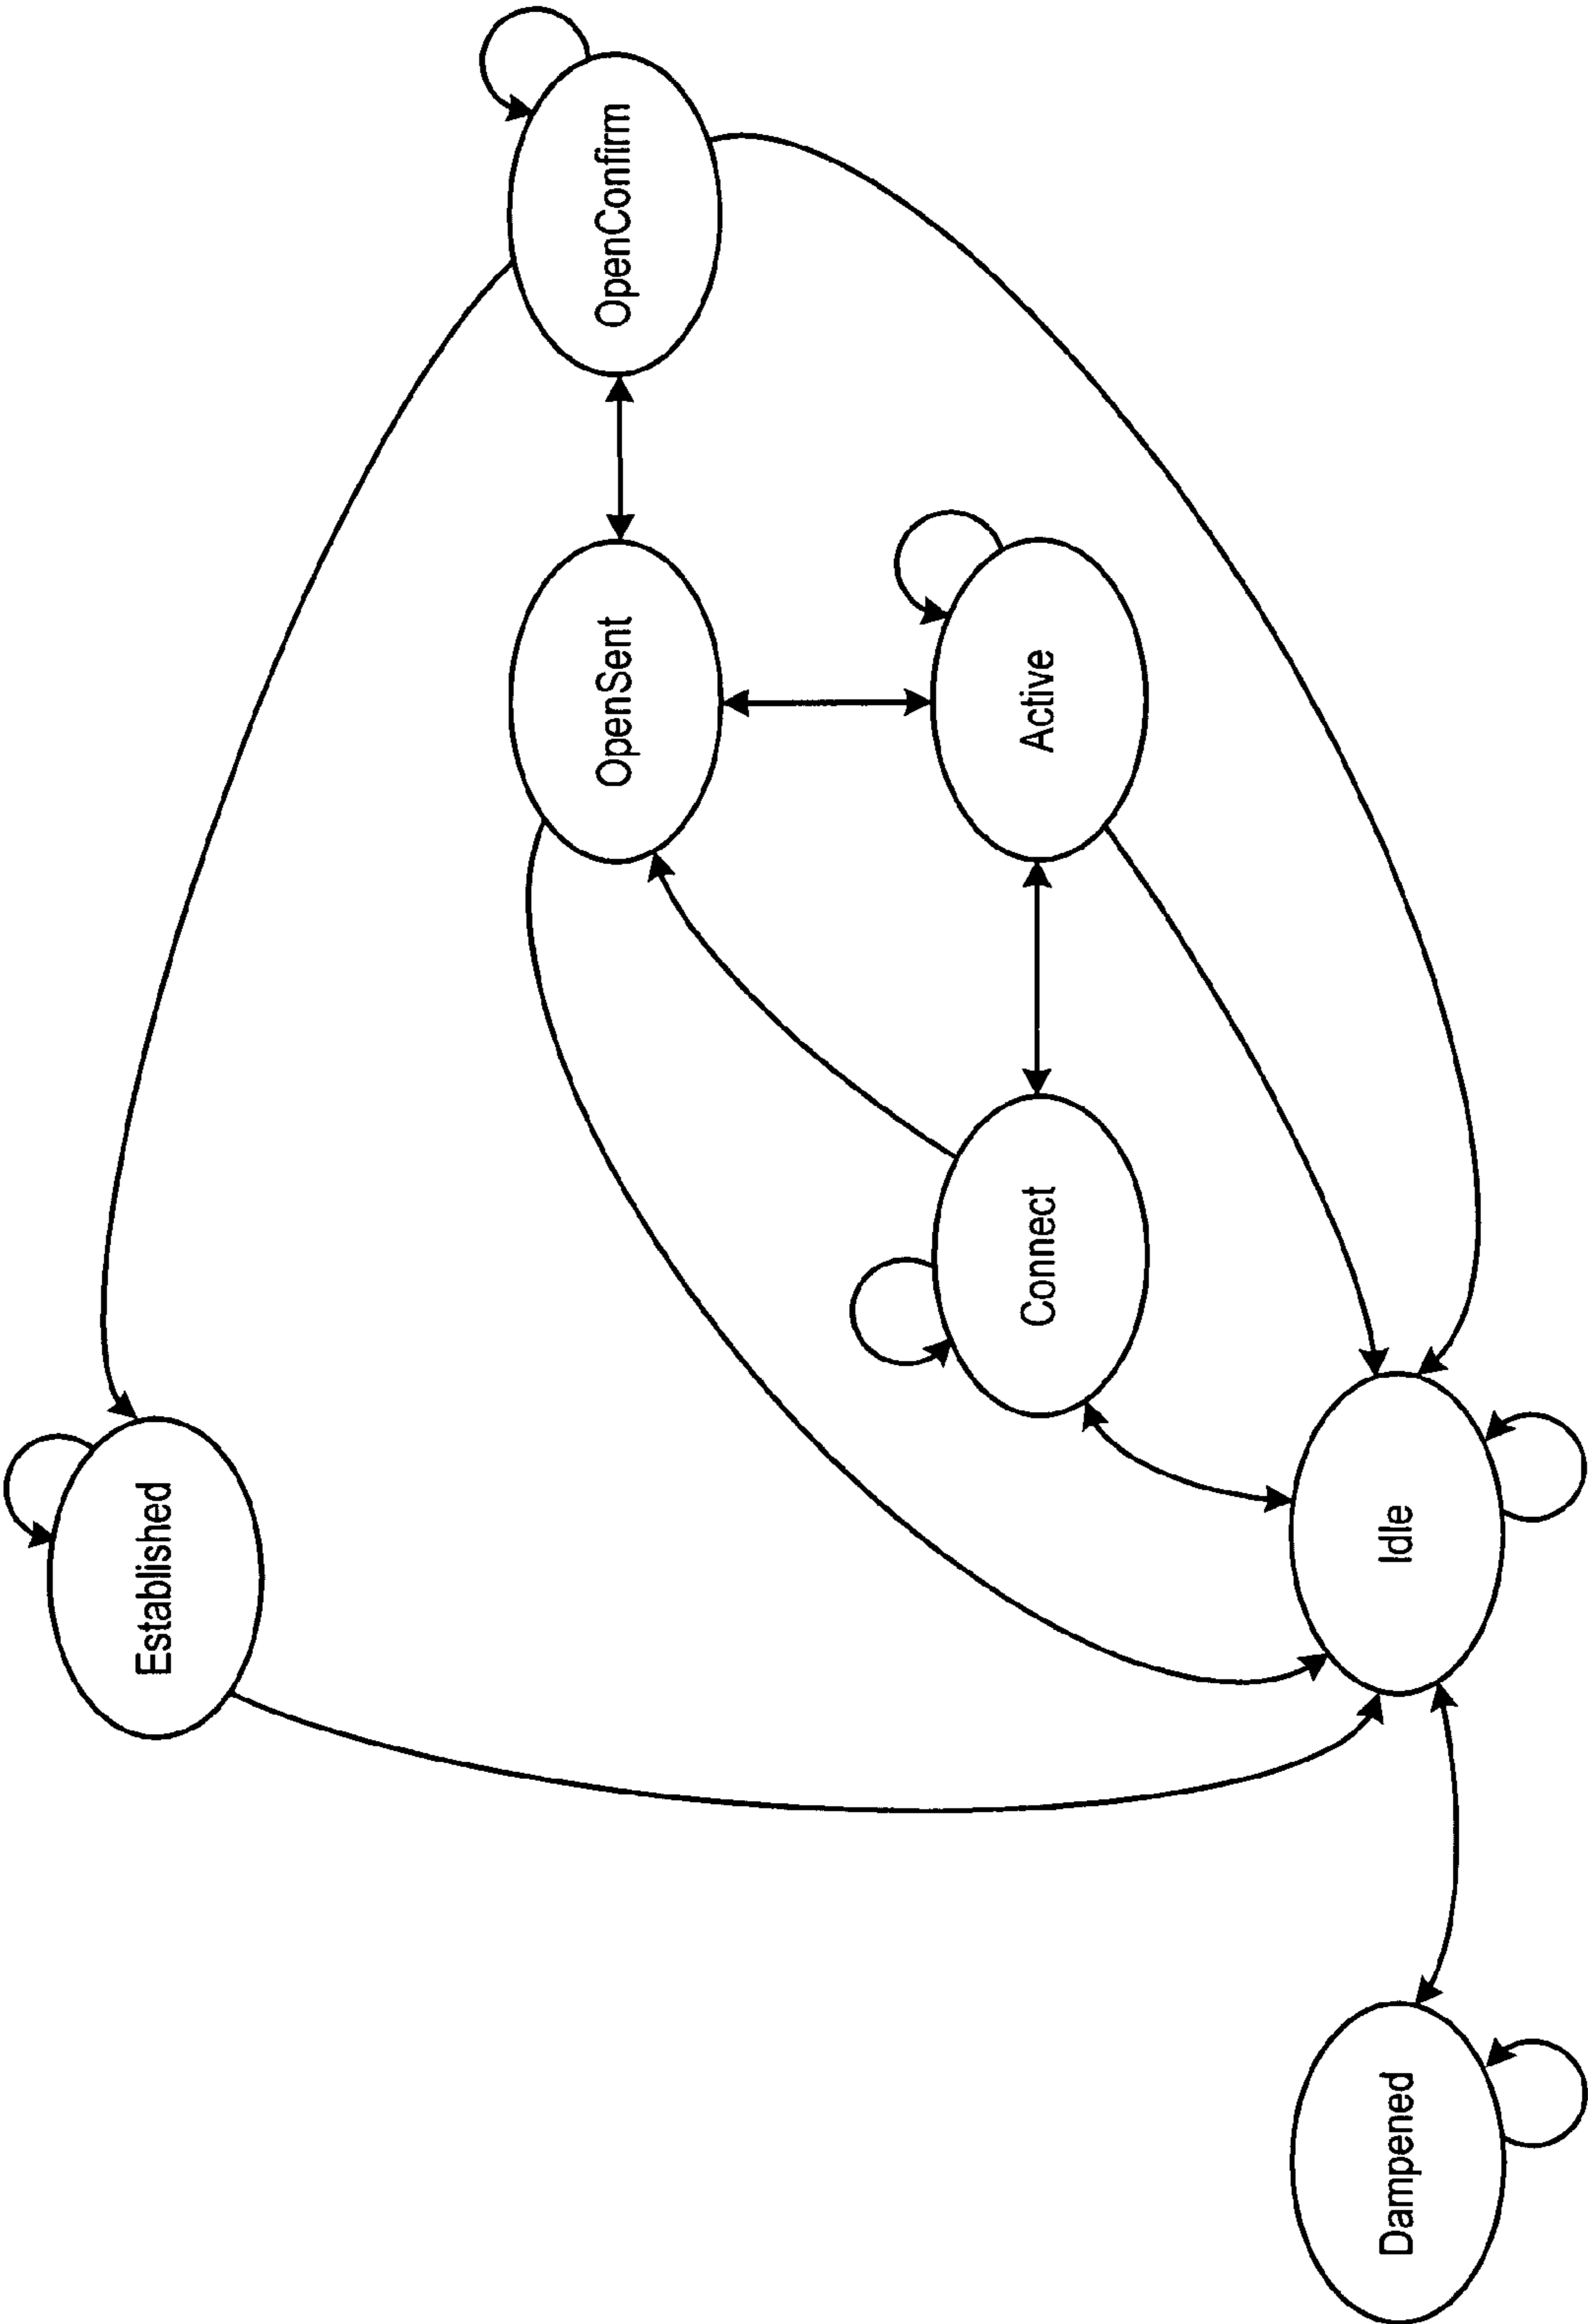 Established
OpenSent
OpenConfirm
Connect
Active
Dampened
Idle